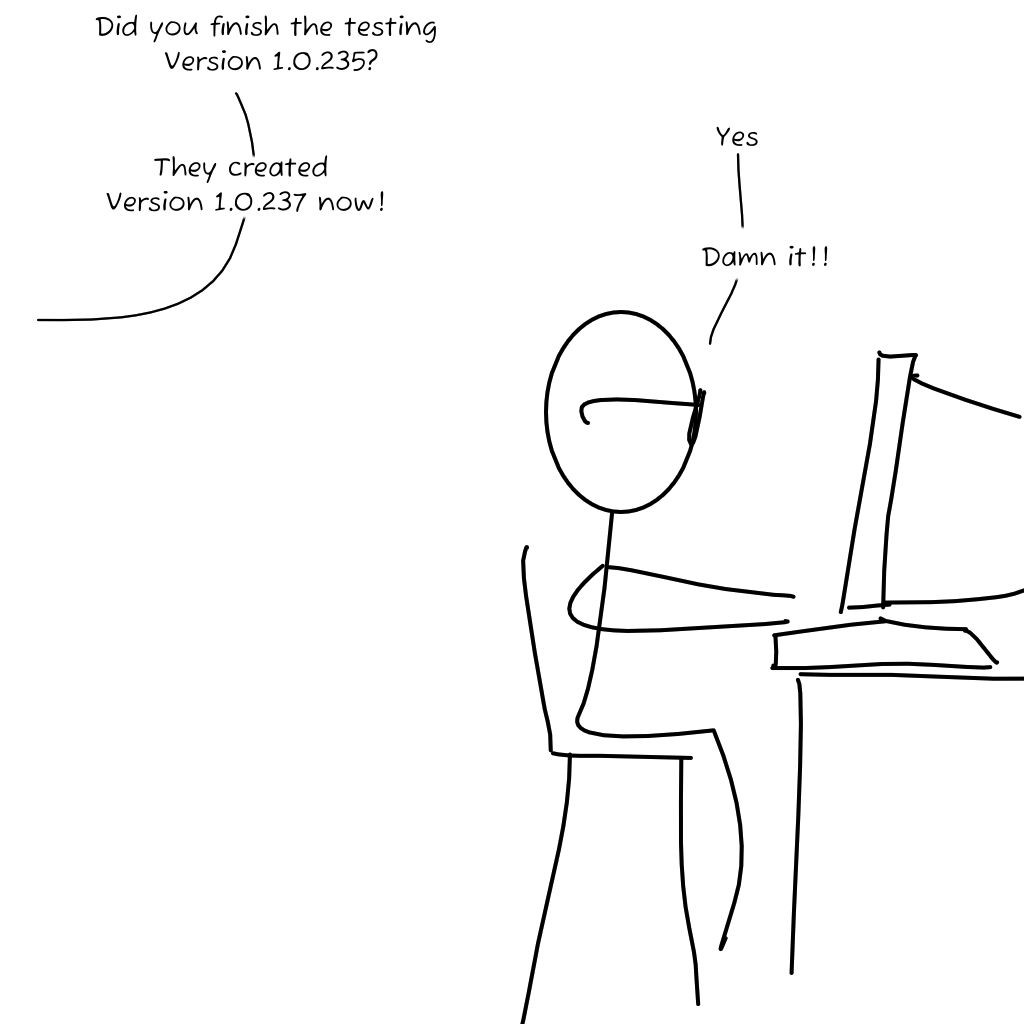 Did you finish the testing
Version 1.0.235?
Yes
They created
Version 1.0.237 now!
Damn it!!